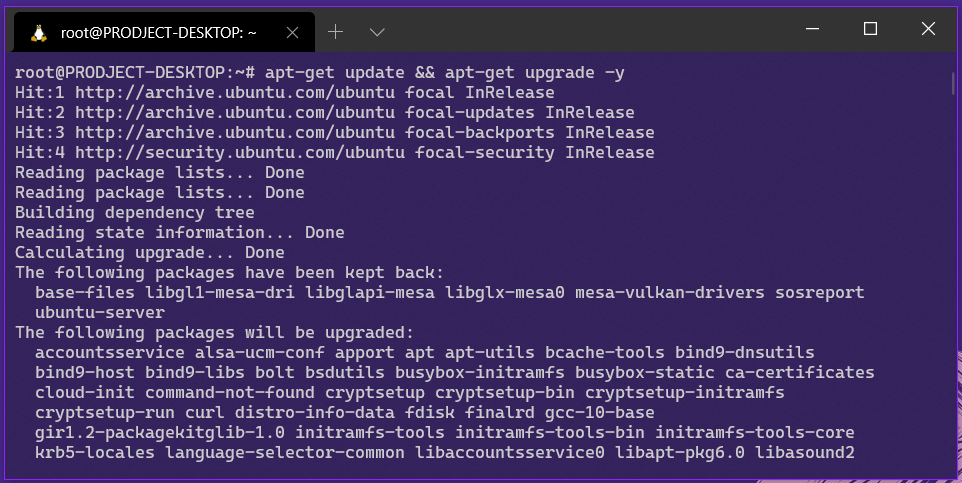 root@PRODJECT-DESKTOP: ~
root@PRODJECT-DESKTOP:~# apt-get update && apt-get upgrade -y
Hit:1 http://archive.ubuntu.com/ubuntu focal InRelease
Hit:2 http://archive.ubuntu.com/ubuntu focal-updates InRelease
Hit:3 http://archive.ubuntu.com/ubuntu focal-backports InRelease
Hit:4 http://security.ubuntu.com/ubuntu focal-security InRelease
Reading package lists... Done
Reading package lists... Done
Building dependency tree
Reading state information... Done
Calculating upgrade... Done
The following packages have been kept back:
  base-files libgl1-mesa-dri libglapi-mesa libglx-mesa0 mesa-vulkan-drivers sosreport
  ubuntu-server
The following packages will be upgraded:
  accountsservice alsa-ucm-conf apport apt apt-utils bcache-tools bind9-dnsutils
  bind9-host bind9-libs bolt bsdutils busybox-initramfs busybox-static ca-certificates
  cloud-init command-not-found cryptsetup cryptsetup-bin cryptsetup-initramfs
  cryptsetup-run curl distro-info-data fdisk finalrd gcc-10-base
  gir1.2-packagekitglib-1.0 initramfs-tools initramfs-tools-bin initramfs-tools-core
  krb5-locales language-selector-common libaccountsservice0 libapt-pkg6.0 libasound2